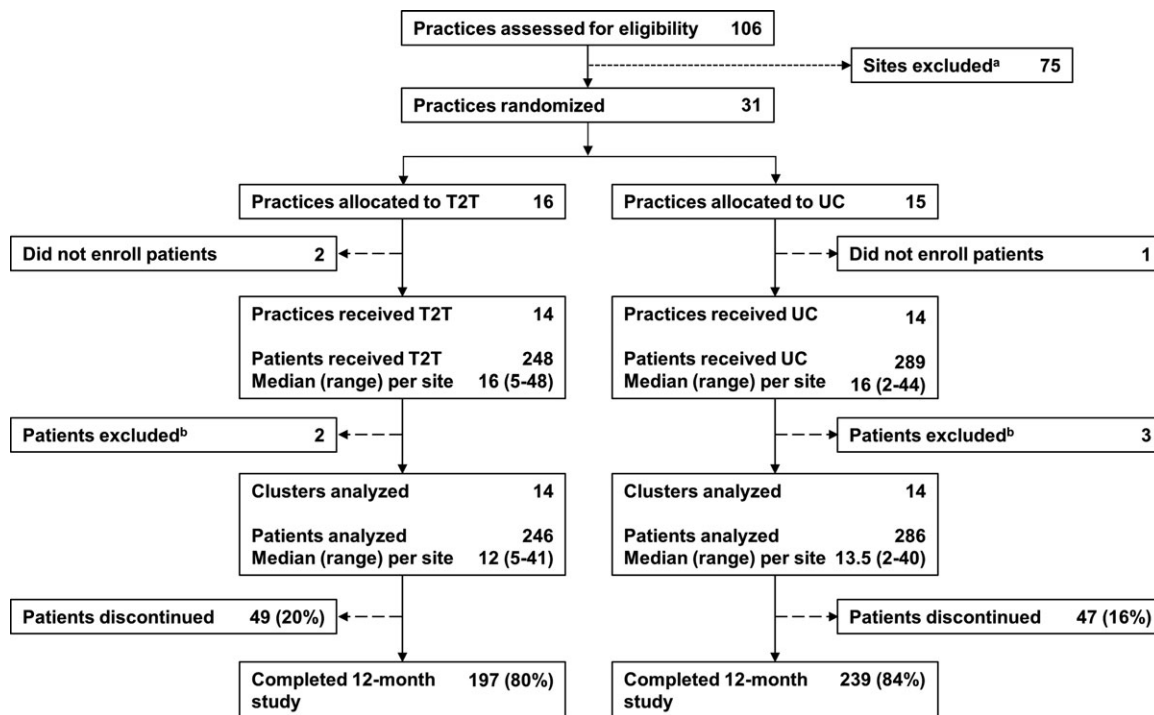 Practices assessed for eligibility 106
Sites excludedᵃ 75
Practices randomized 31
Practices allocated to T2T 16
Practices allocated to UC 15
Did not enroll patients 2
Did not enroll patients 1
Practices received T2T 14
Patients received T2T 248
Median (range) per site 16 (5-48)
Practices received UC 14
Patients received UC 289
Median (range) per site 16 (2-44)
Patients excludedᵇ 2
Patients excludedᵇ 3
Clusters analyzed 14
Patients analyzed 246
Median (range) per site 12 (5-41)
Clusters analyzed 14
Patients analyzed 286
Median (range) per site 13.5 (2-40)
Patients discontinued 49 (20%)
Patients discontinued 47 (16%)
Completed 12-month 197 (80%)
study
Completed 12-month 239 (84%)
study